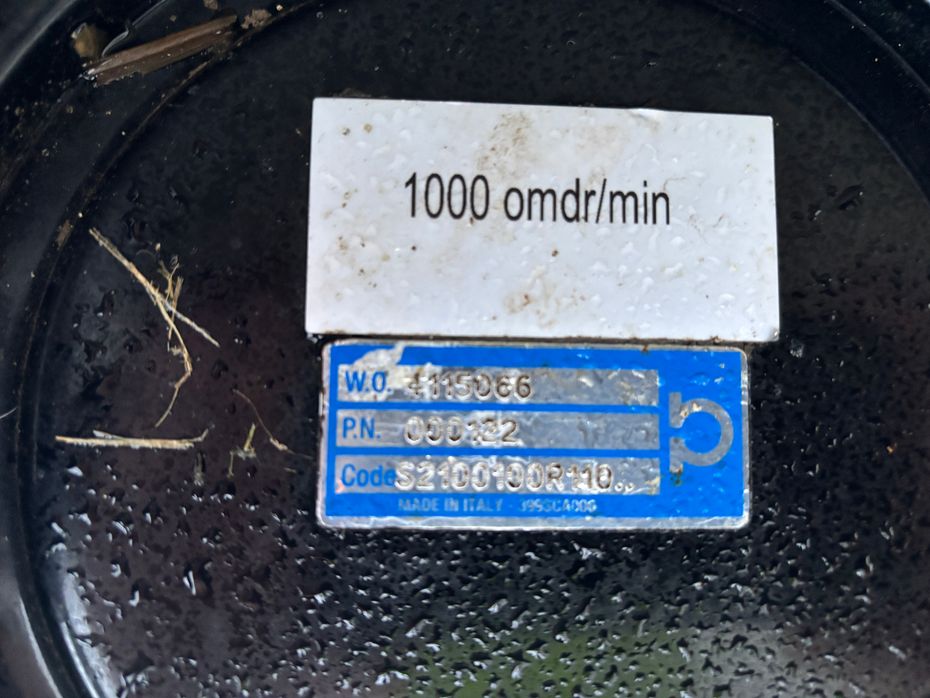 1000 omdr/min
W.O. 4115066
P.N. 000122
Code S2100100R110..
MADE IN ITALY